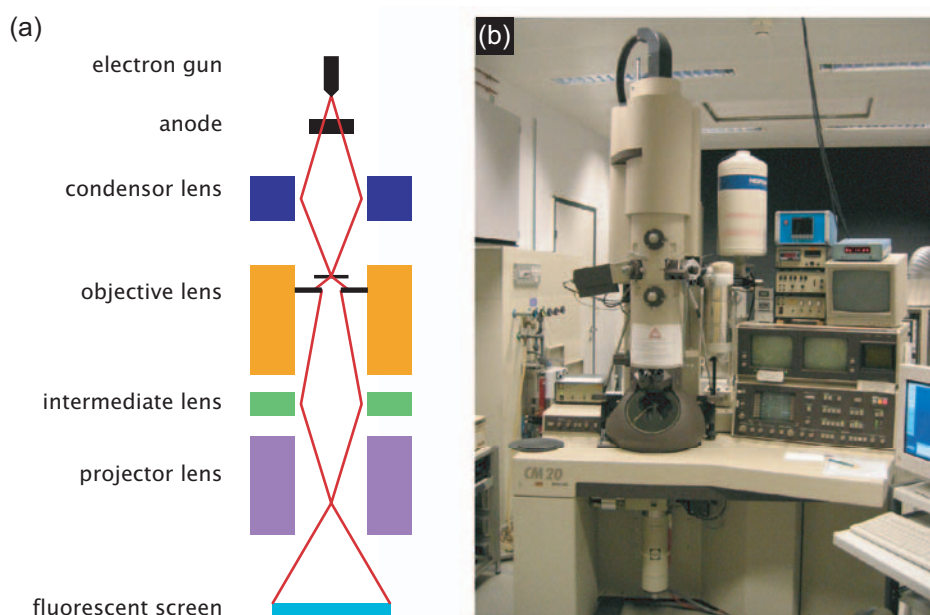 (a)
electron gun
anode
condensor lens
objective lens
intermediate lens
projector lens
fluorescent screen
(b)
CM 20